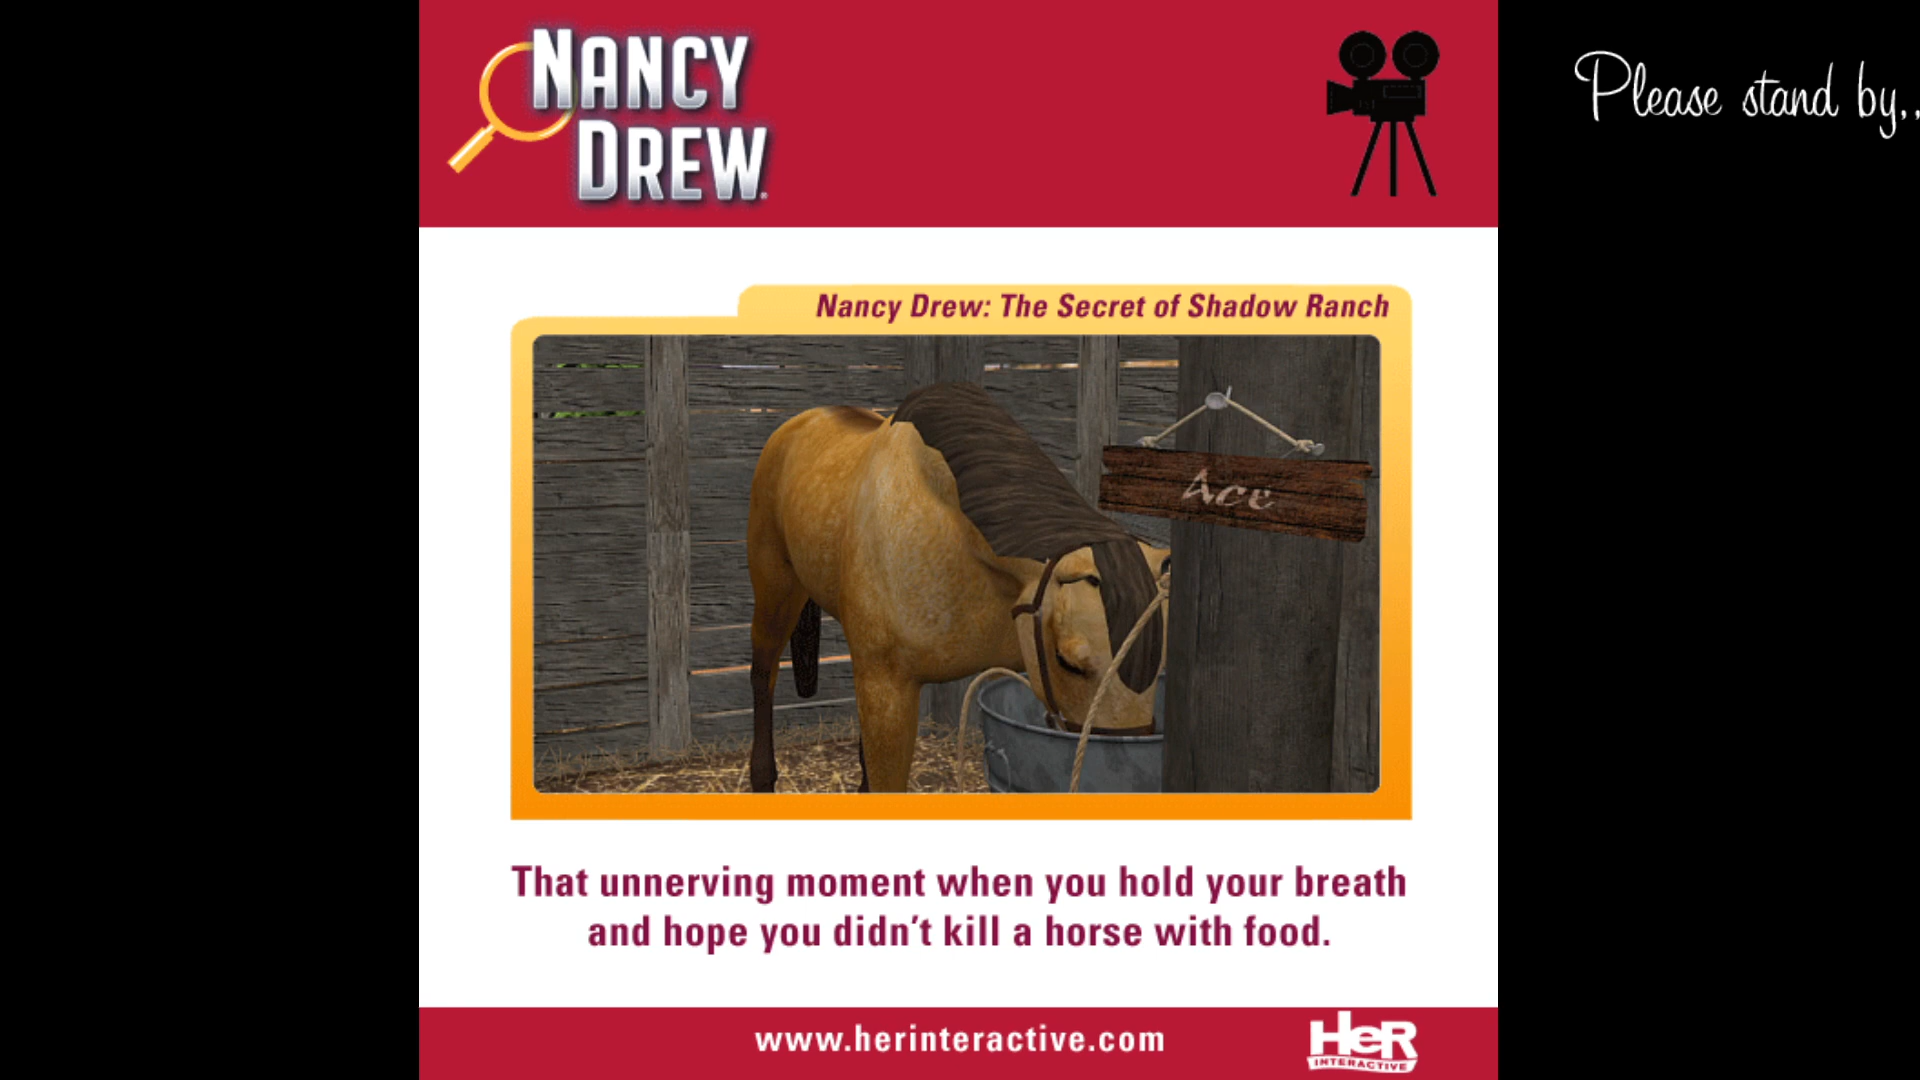 NANCY
DREW
Please stand by..
Nancy Drew: The Secret of Shadow Ranch
Ace
That unnerving moment when you hold your breath
and hope you didn't kill a horse with food.
www.herinteractive.com
HeR
INTERACTIVE